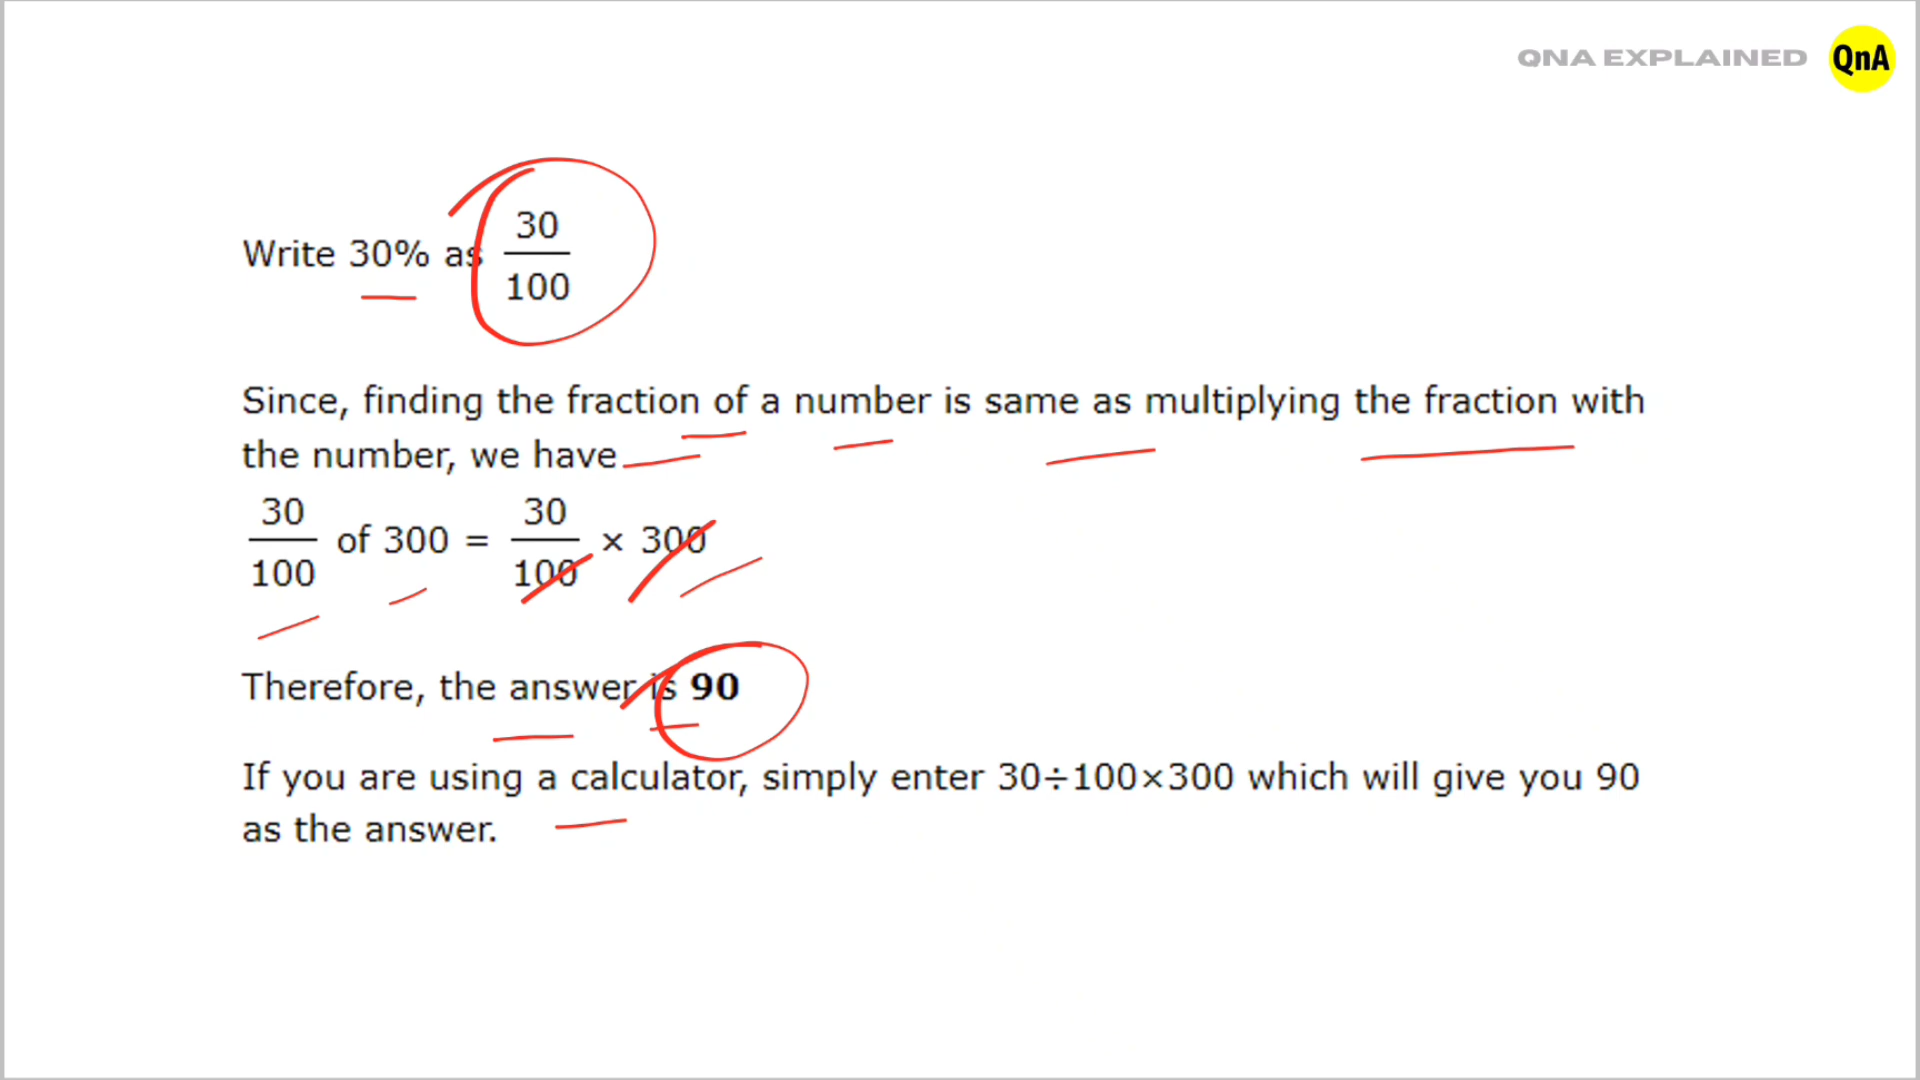 QNA EXPLAINED QnA
Write 30% as 30/100
Since, finding the fraction of a number is same as multiplying the fraction with
the number, we have
30/100 of 300 = 30/100 × 300
Therefore, the answer is 90
If you are using a calculator, simply enter 30÷100×300 which will give you 90
as the answer.